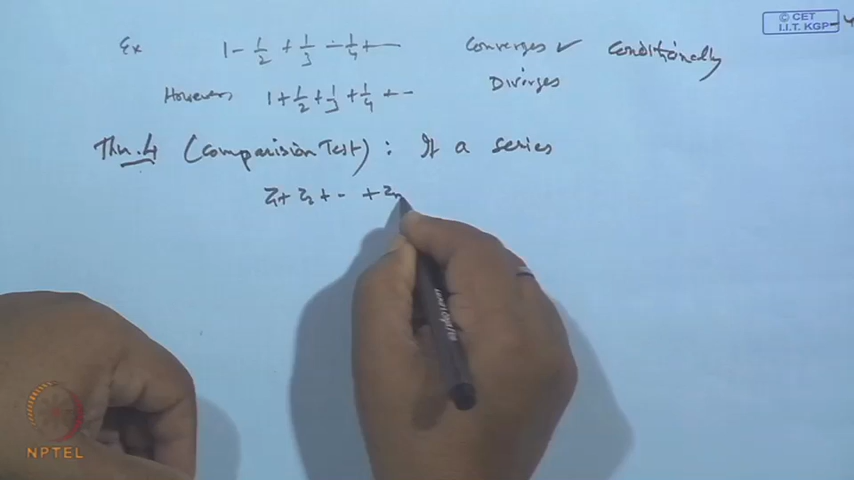 © CET
I.I.T. KGP
Ex 1 - 1/2 + 1/3 - 1/4 + — Converges ✓ Conditionally
However, 1 + 1/2 + 1/3 + 1/4 + -- Diverges
Thm. 4 (Comparision Test): If a series
z₁ + z₂ + -- + zₙ
NPTEL